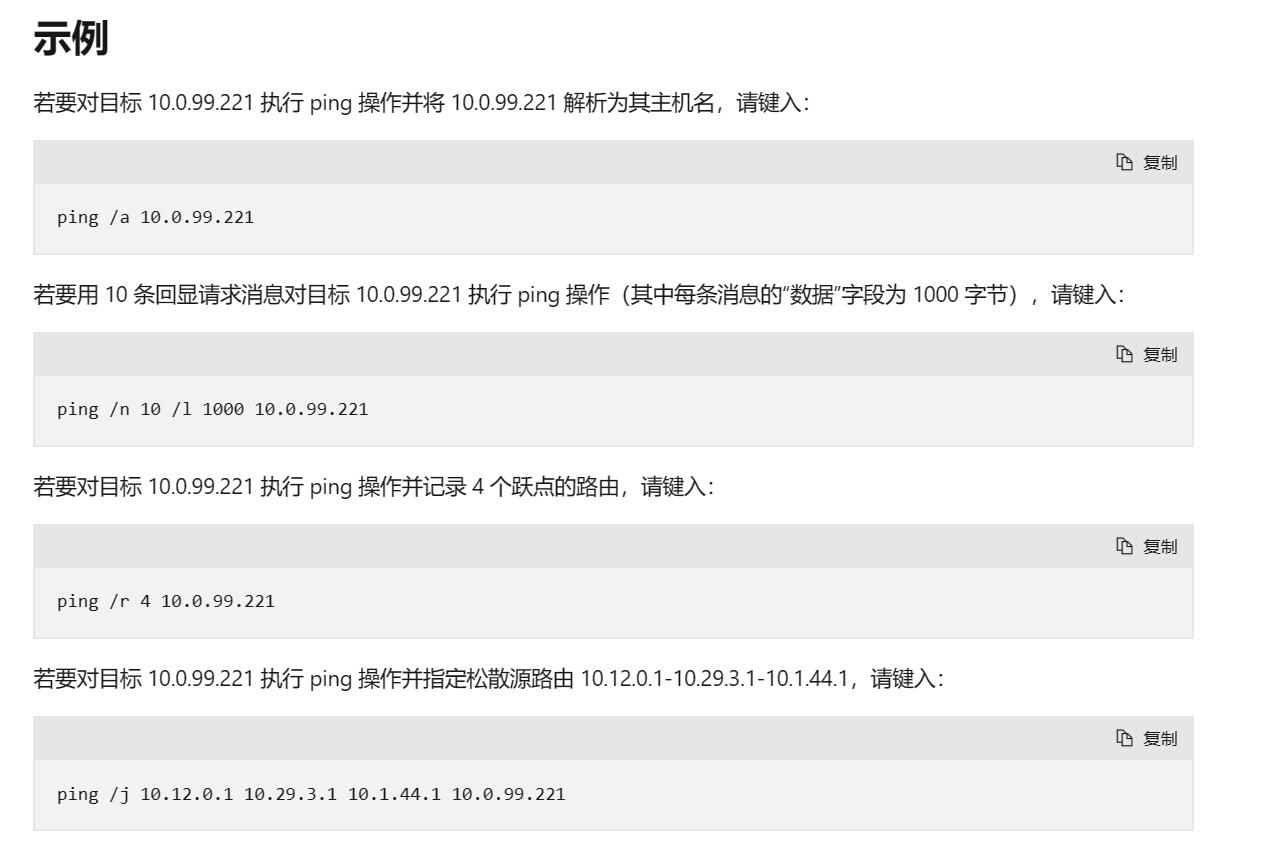 示例
若要对目标 10.0.99.221 执行 ping 操作并将 10.0.99.221 解析为其主机名，请键入：
复制
ping /a 10.0.99.221
若要用 10 条回显请求消息对目标 10.0.99.221 执行 ping 操作（其中每条消息的“数据”字段为 1000 字节），请键入：
复制
ping /n 10 /l 1000 10.0.99.221
若要对目标 10.0.99.221 执行 ping 操作并记录 4 个跃点的路由，请键入：
复制
ping /r 4 10.0.99.221
若要对目标 10.0.99.221 执行 ping 操作并指定松散源路由 10.12.0.1-10.29.3.1-10.1.44.1，请键入：
复制
ping /j 10.12.0.1 10.29.3.1 10.1.44.1 10.0.99.221